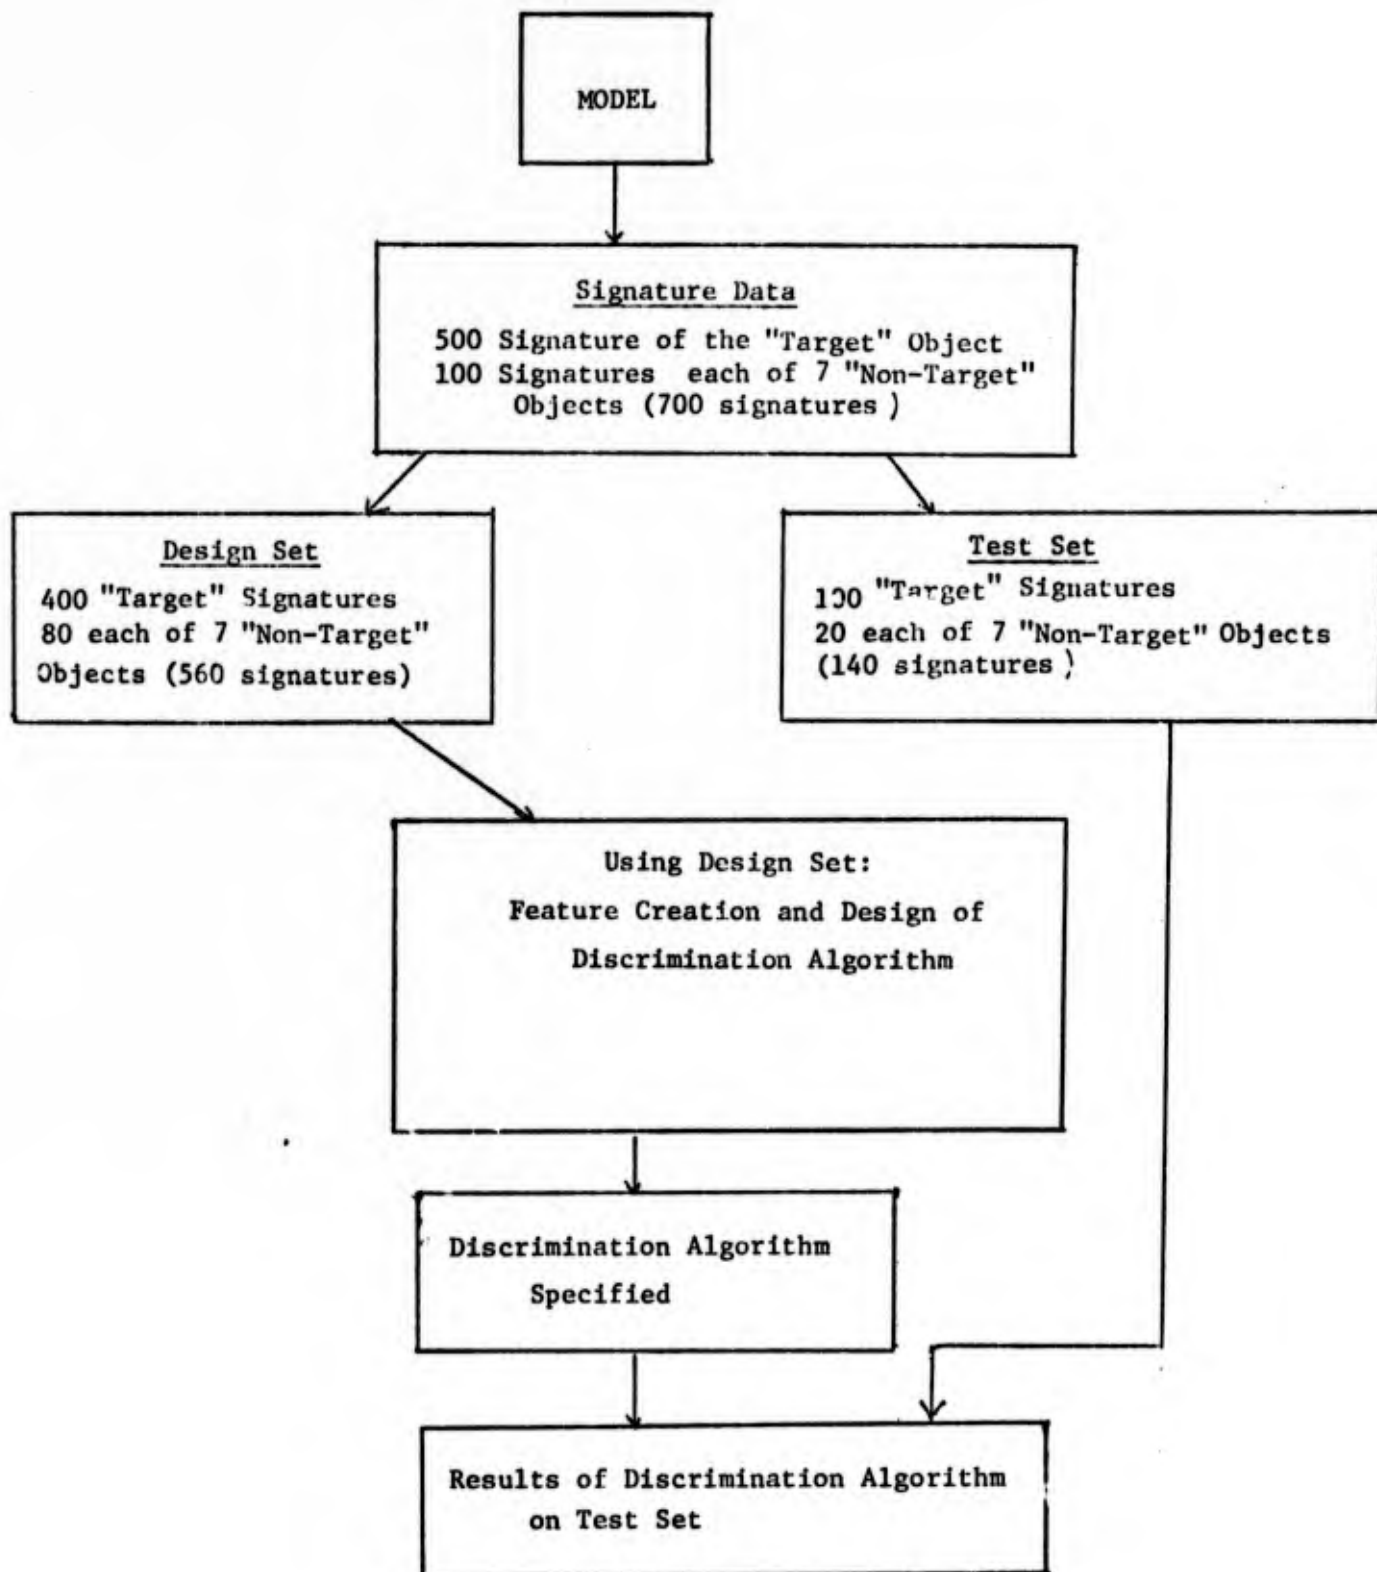 MODEL
Signature Data
500 Signature of the "Target" Object
100 Signatures each of 7 "Non-Target"
Objects (700 signatures )
Design Set
400 "Target" Signatures
80 each of 7 "Non-Target"
Objects (560 signatures)
Test Set
100 "Target" Signatures
20 each of 7 "Non-Target" Objects
(140 signatures )
Using Design Set:
Feature Creation and Design of
Discrimination Algorithm
Discrimination Algorithm
Specified
Results of Discrimination Algorithm
on Test Set